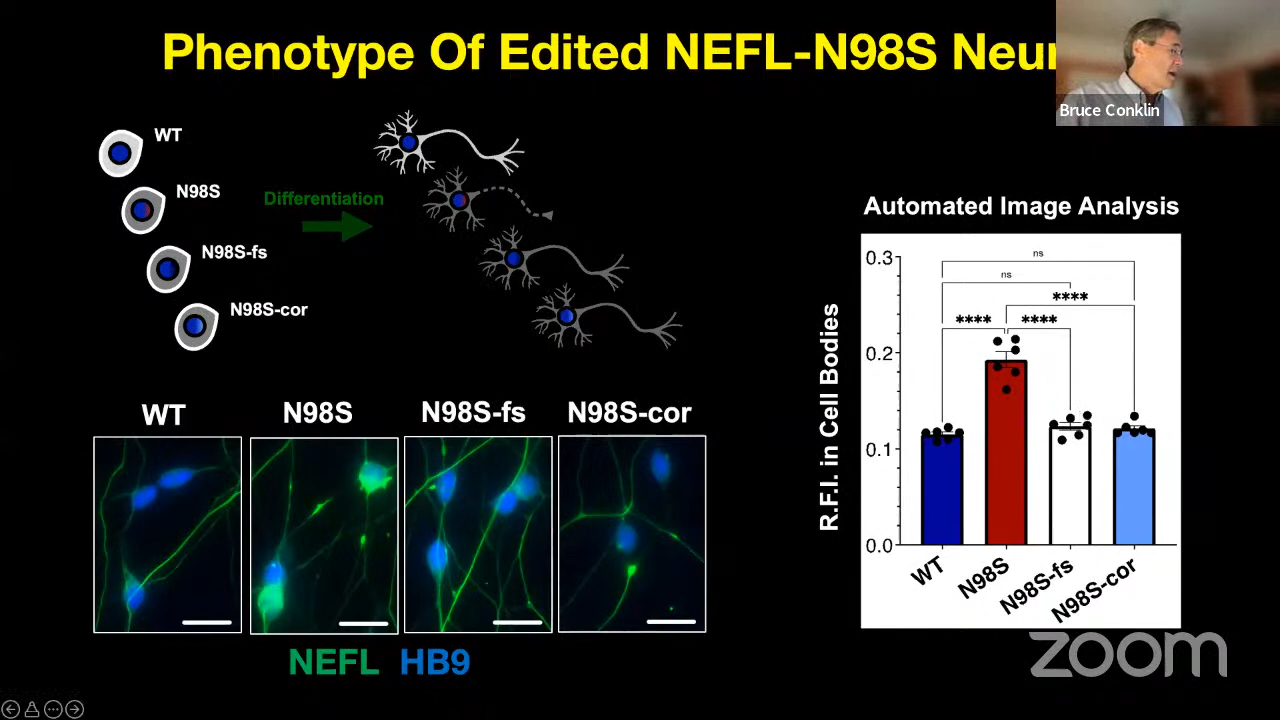 Phenotype Of Edited NEFL-N98S Neur
Bruce Conklin
WT
N98S
N98S-fs
N98S-cor
Differentiation
WT
N98S
N98S-fs
N98S-cor
NEFL HB9
Automated Image Analysis
R.F.I. in Cell Bodies
0.3
0.2
0.1
0.0
ns
ns
****
**** ****
WT
N98S
N98S-fs
N98S-cor
zoom